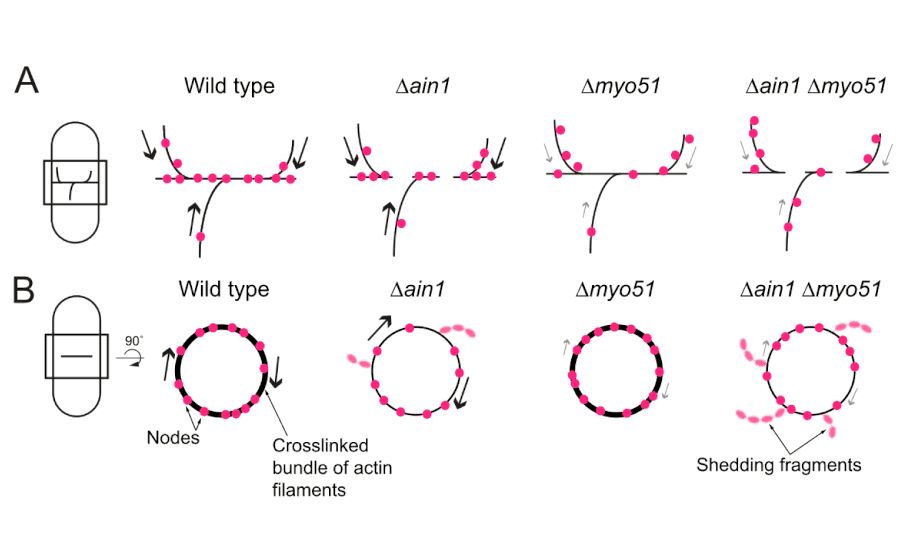 A
Wild type
Δain1
Δmyo51
Δain1 Δmyo51
B
Wild type
Δain1
Δmyo51
Δain1 Δmyo51
90°
Nodes
Crosslinked
bundle of actin
filaments
Shedding fragments